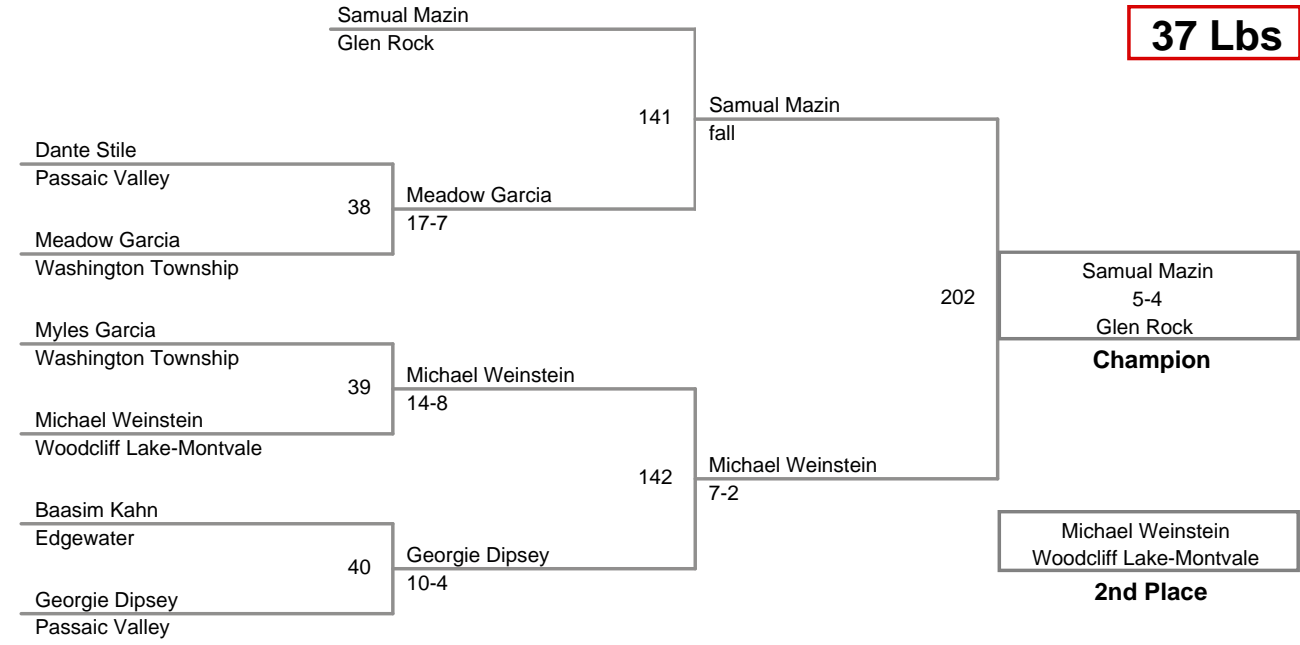 Samual Mazin
Glen Rock
37 Lbs
141
Samual Mazin
fall
Dante Stile
Passaic Valley
38
Meadow Garcia
17-7
Meadow Garcia
Washington Township
202
Samual Mazin
5-4
Glen Rock
Champion
Myles Garcia
Washington Township
39
Michael Weinstein
14-8
Michael Weinstein
Woodcliff Lake-Montvale
142
Michael Weinstein
7-2
Baasim Kahn
Edgewater
40
Georgie Dipsey
10-4
Georgie Dipsey
Passaic Valley
Michael Weinstein
Woodcliff Lake-Montvale
2nd Place